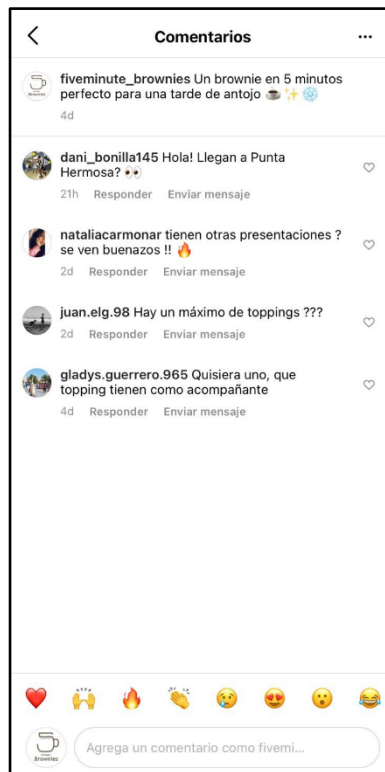 Comentarios
fiveminute_brownies Un brownie en 5 minutos
perfecto para una tarde de antojo ☕✨❄️
4d
dani_bonilla145 Hola! Llegan a Punta
Hermosa? 👀
21h Responder Enviar mensaje
nataliacarmonar tienen otras presentaciones ?
se ven buenazos !! 🔥
2d Responder Enviar mensaje
juan.elg.98 Hay un máximo de toppings ???
2d Responder Enviar mensaje
gladys.guerrero.965 Quisiera uno, que
topping tienen como acompañante
4d Responder Enviar mensaje
Brownies
Agrega un comentario como fivemi...